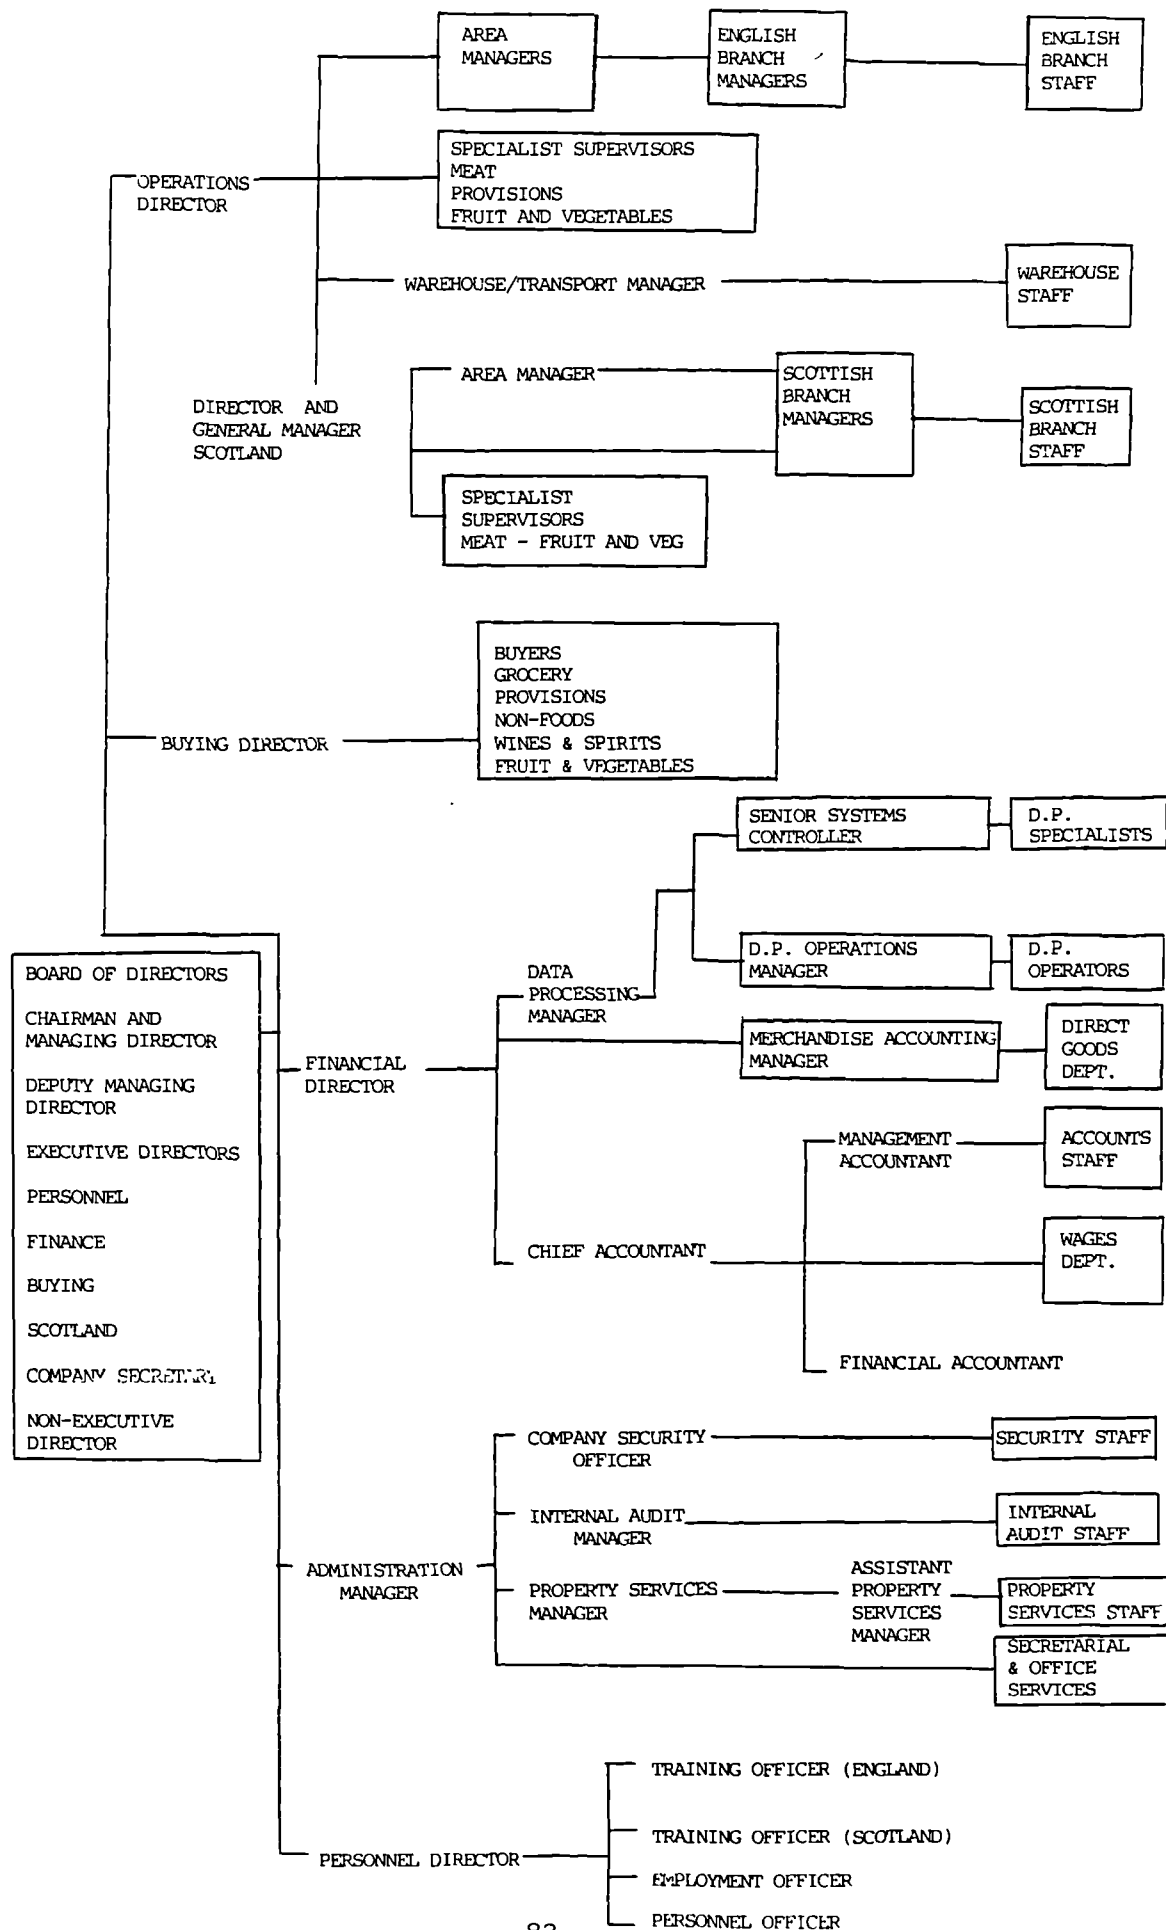 AREA
MANAGERS
ENGLISH
BRANCH
MANAGERS
ENGLISH
BRANCH
STAFF
OPERATIONS
DIRECTOR
SPECIALIST SUPERVISORS
MEAT
PROVISIONS
FRUIT AND VEGETABLES
WAREHOUSE/TRANSPORT MANAGER
WAREHOUSE
STAFF
DIRECTOR AND
GENERAL MANAGER
SCOTLAND
AREA MANAGER
SCOTTISH
BRANCH
MANAGERS
SCOTTISH
BRANCH
STAFF
SPECIALIST
SUPERVISORS
MEAT - FRUIT AND VEG
BUYING DIRECTOR
BUYERS
GROCERY
PROVISIONS
NON-FOODS
WINES & SPIRITS
FRUIT & VEGETABLES
SENIOR SYSTEMS
CONTROLLER
D.P.
SPECIALISTS
BOARD OF DIRECTORS
CHAIRMAN AND
MANAGING DIRECTOR
DEPUTY MANAGING
DIRECTOR
EXECUTIVE DIRECTORS
PERSONNEL
FINANCE
BUYING
SCOTLAND
COMPANY SECRETARY
NON-EXECUTIVE
DIRECTOR
FINANCIAL
DIRECTOR
DATA
PROCESSING
MANAGER
D.P. OPERATIONS
MANAGER
D.P.
OPERATORS
MERCHANDISE ACCOUNTING
MANAGER
DIRECT
GOODS
DEPT.
MANAGEMENT
ACCOUNTANT
ACCOUNTS
STAFF
CHIEF ACCOUNTANT
WAGES
DEPT.
FINANCIAL ACCOUNTANT
ADMINISTRATION
MANAGER
COMPANY SECURITY
OFFICER
SECURITY STAFF
INTERNAL AUDIT
MANAGER
INTERNAL
AUDIT STAFF
PROPERTY SERVICES
MANAGER
ASSISTANT
PROPERTY
SERVICES
MANAGER
PROPERTY
SERVICES STAFF
SECRETARIAL
& OFFICE
SERVICES
PERSONNEL DIRECTOR
TRAINING OFFICER (ENGLAND)
TRAINING OFFICER (SCOTLAND)
EMPLOYMENT OFFICER
PERSONNEL OFFICER